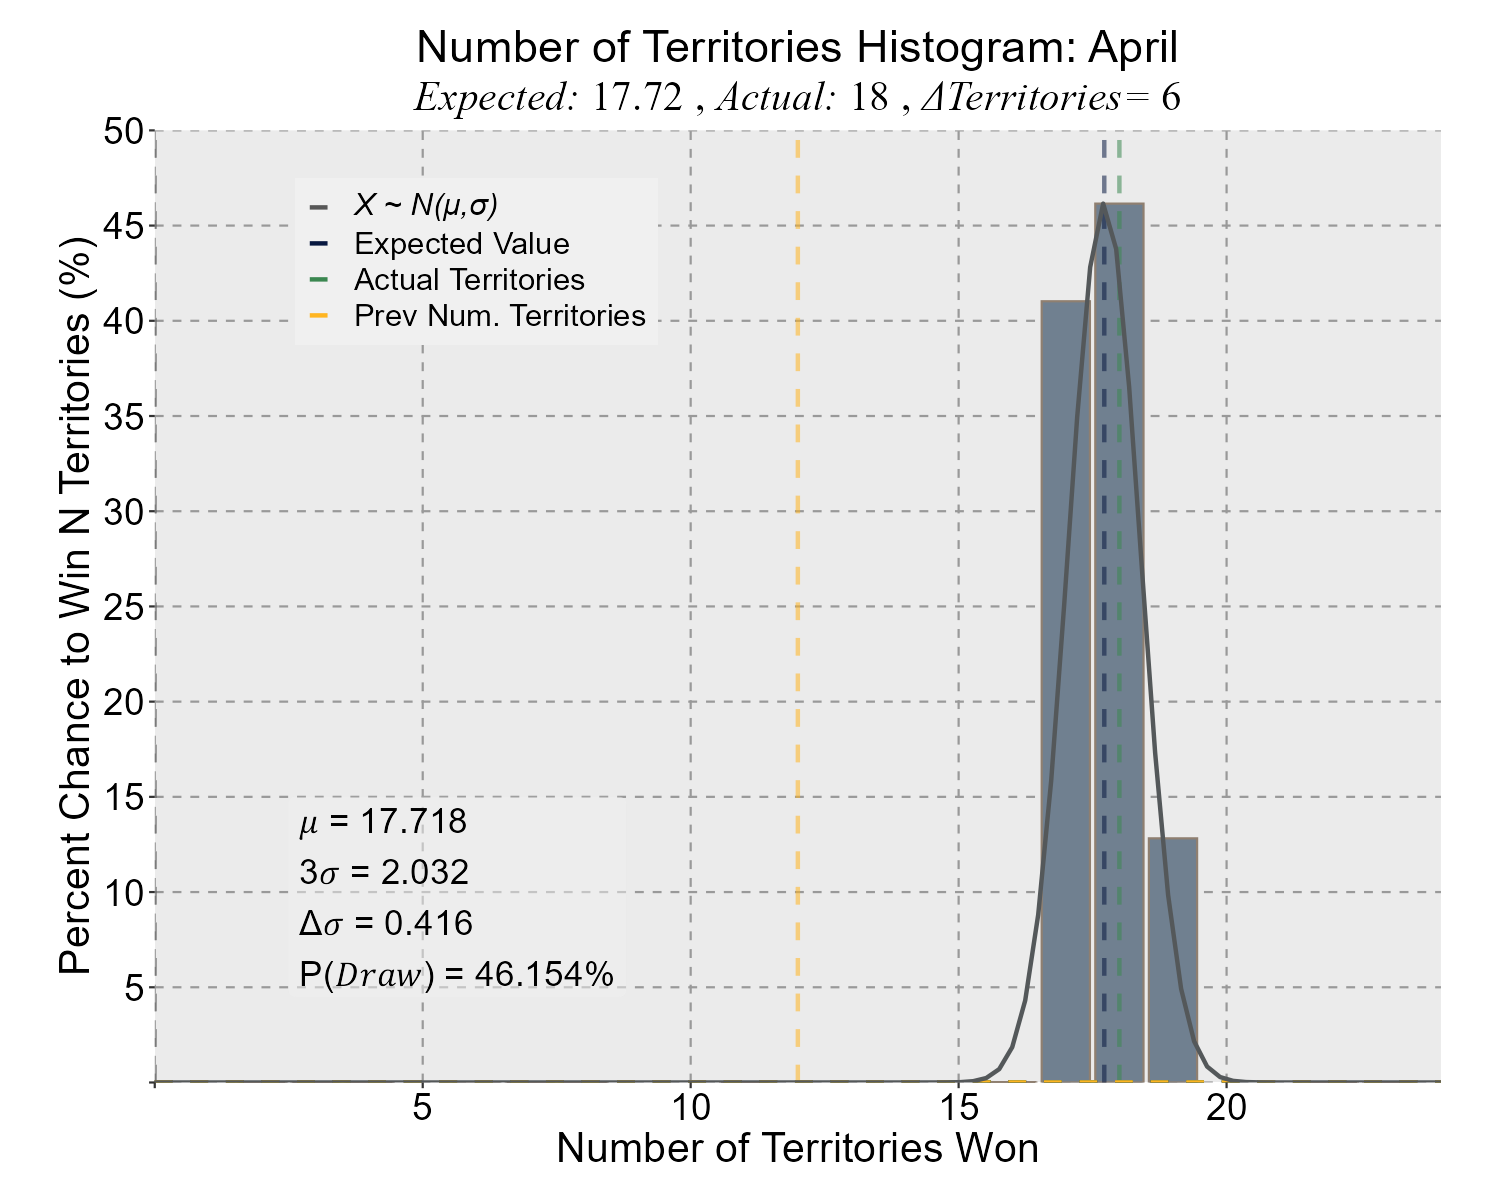 Number of Territories Histogram: April
Expected: 17.72 , Actual: 18 , ΔTerritories= 6
Percent Chance to Win N Territories (%)
50
45
40
35
30
25
20
15
10
5
X ~ N(μ,σ)
Expected Value
Actual Territories
Prev Num. Territories
μ = 17.718
3σ = 2.032
Δσ = 0.416
P(Draw) = 46.154%
5 10 15 20
Number of Territories Won